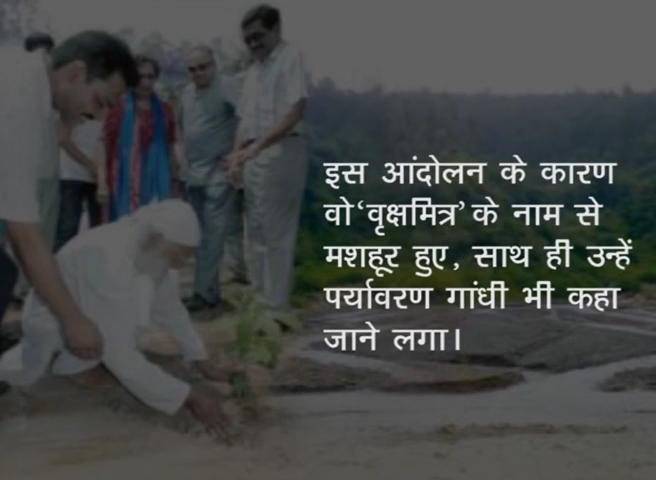 इस आंदोलन के कारण
वो ‘वृक्षमित्र’ के नाम से
मशहूर हुए, साथ ही उन्हें
पर्यावरण गांधी भी कहा
जाने लगा।